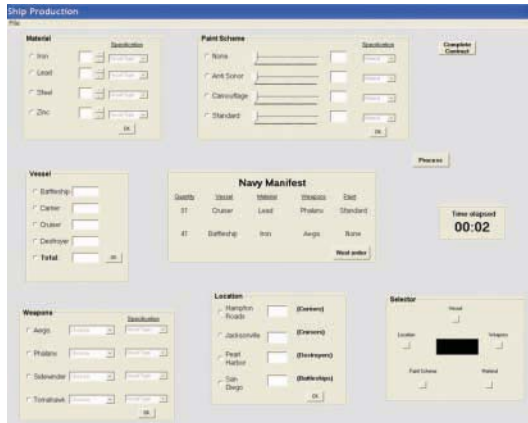 Ship Production
File
Material
Specification
Iron
Lead
Steel
Zinc
OK
Paint Scheme
Specification
None
Anti Sonor
Camouflage
Standard
OK
Complete
Contract
Process
Vessel
Battleship
Carrier
Cruiser
Destroyer
Total
OK
Navy Manifest
Quantity Vessel Material Weapons Paint
Cruiser Lead Phalanx Standard
Battleship Iron Aegis None
Next order
Time elapsed
00:02
Weapons
Specification
Aegis
Phalanx
Sidewinder
Tomahawk
OK
Location
Hampton (Carriers)
Roads
Jacksonville (Cruisers)
Pearl (Destroyers)
Harbor
San (Battleships)
Diego
OK
Selector
Vessel
Location Weapons
Paint Scheme Material